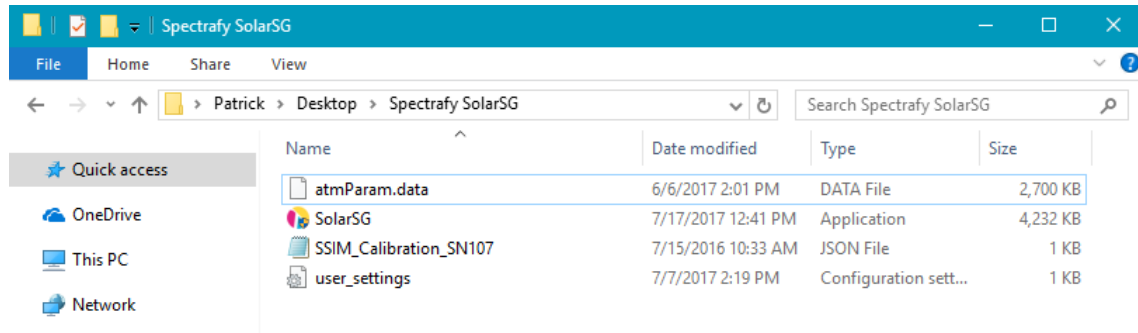 Spectrafy SolarSG
File Home Share View
Patrick > Desktop > Spectrafy SolarSG Search Spectrafy SolarSG
Name Date modified Type Size
Quick access
atmParam.data 6/6/2017 2:01 PM DATA File 2,700 KB
OneDrive
SolarSG 7/17/2017 12:41 PM Application 4,232 KB
This PC
SSIM_Calibration_SN107 7/15/2016 10:33 AM JSON File 1 KB
user_settings 7/7/2017 2:19 PM Configuration sett... 1 KB
Network